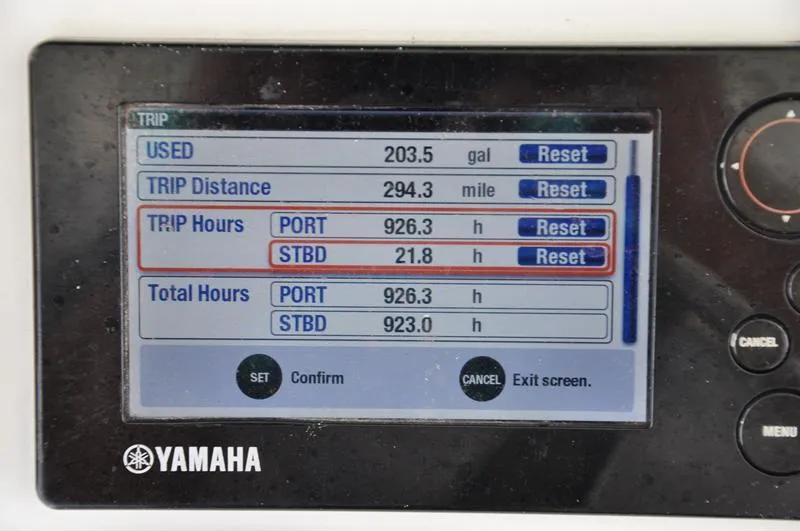 TRIP
USED 203.5 gal Reset
TRIP Distance 294.3 mile Reset
TRIP Hours PORT 926.3 h Reset
STBD 21.8 h Reset
Total Hours PORT 926.3 h
STBD 923.0 h
SET Confirm CANCEL Exit screen.
CANCEL
MENU
YAMAHA